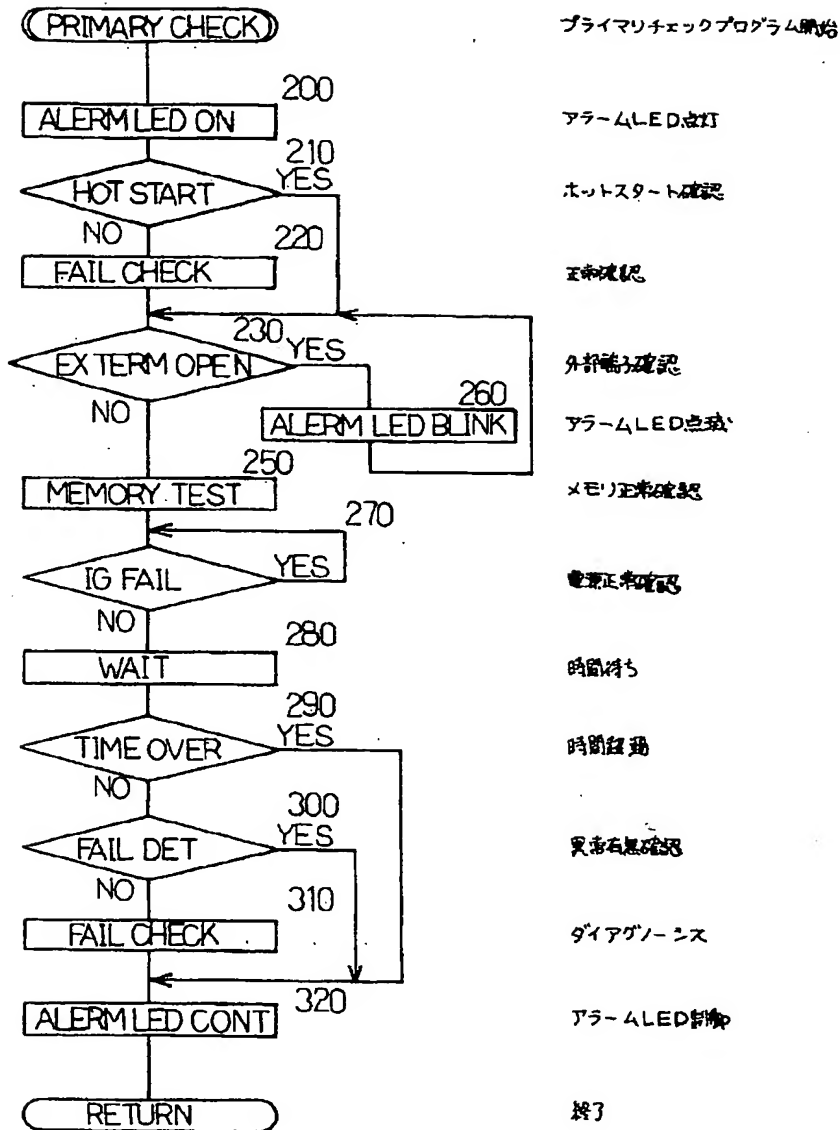 PRIMARY CHECK プライマリチェックプログラム開始
200
ALERM LED ON アラームLED点灯
210
HOT START YES ホットスタート確認
NO 220
FAIL CHECK 正常確認
230
EX TERM OPEN YES 外部端子確認
NO 260
ALERM LED BLINK アラームLED点滅
250
MEMORY TEST メモリ正常確認
270
IG FAIL YES 電源正常確認
NO 280
WAIT 時間待ち
290
TIME OVER YES 時間超過
NO 300
FAIL DET YES 異常有無確認
NO 310
FAIL CHECK ダイアグノーシス
320
ALERM LED CONT アラームLED制御
RETURN 終了